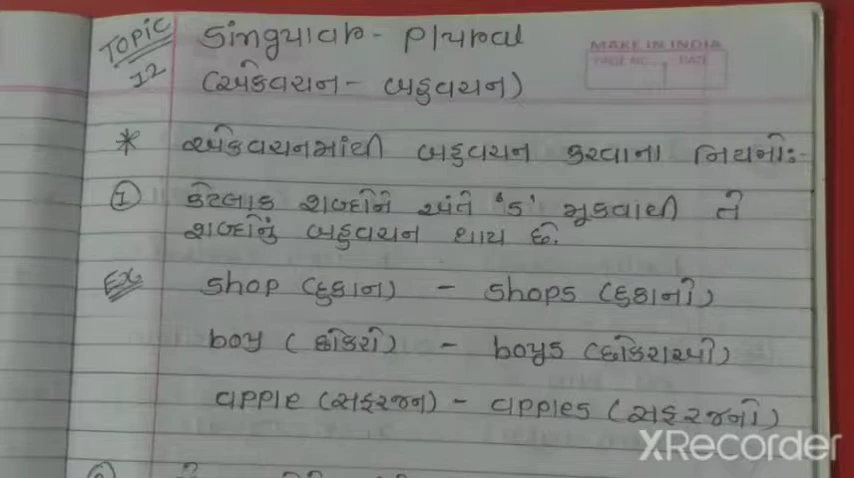 TOPIC
12
Singular - Plural
MAKE IN INDIA
PAGE NO. DATE
(એકવચન - બહુવચન)
* એકવચનમાંથી બહુવચન કરવાના નિયમો:-
① કેટલાક શબ્દોને અંતે 's' મૂકવાથી તે
શબ્દોનું બહુવચન થાય છે.
Ex shop (દુકાન) - shops (દુકાનો)
boy (છોકરો) - boys (છોકરાઓ)
apple (સફરજન) - apples (સફરજનો)
XRecorder